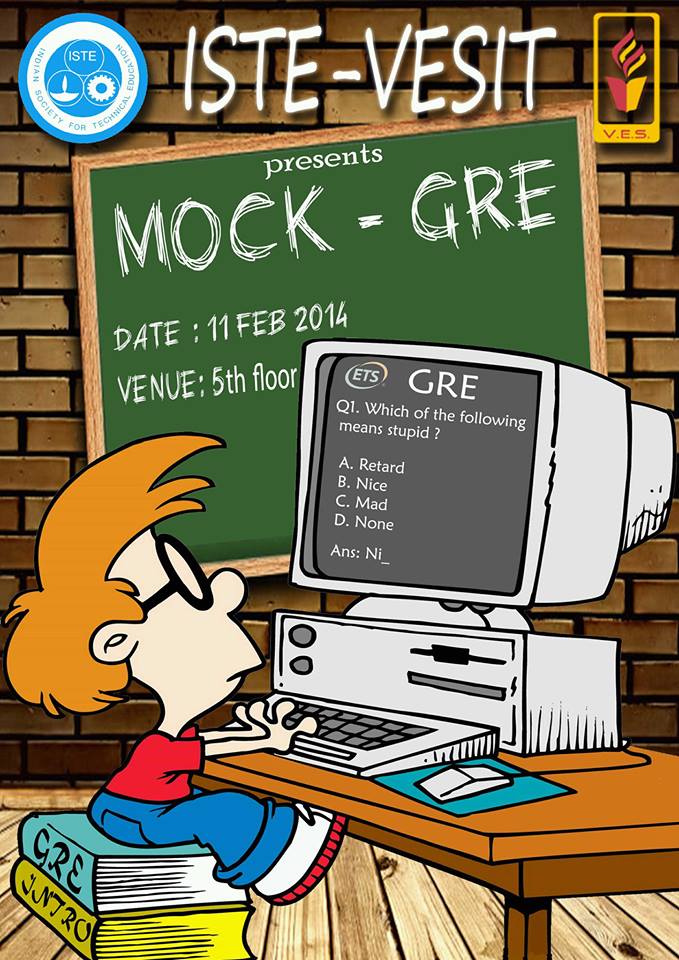 ISTE
INDIAN SOCIETY FOR TECHNICAL EDUCATION
ISTE-VESIT
V.E.S.
presents
MOCK - GRE
DATE : 11 FEB 2014
VENUE: 5th floor
ETS GRE
Q1. Which of the following
means stupid ?
A. Retard
B. Nice
C. Mad
D. None
Ans: Ni_
GRE
INTRO